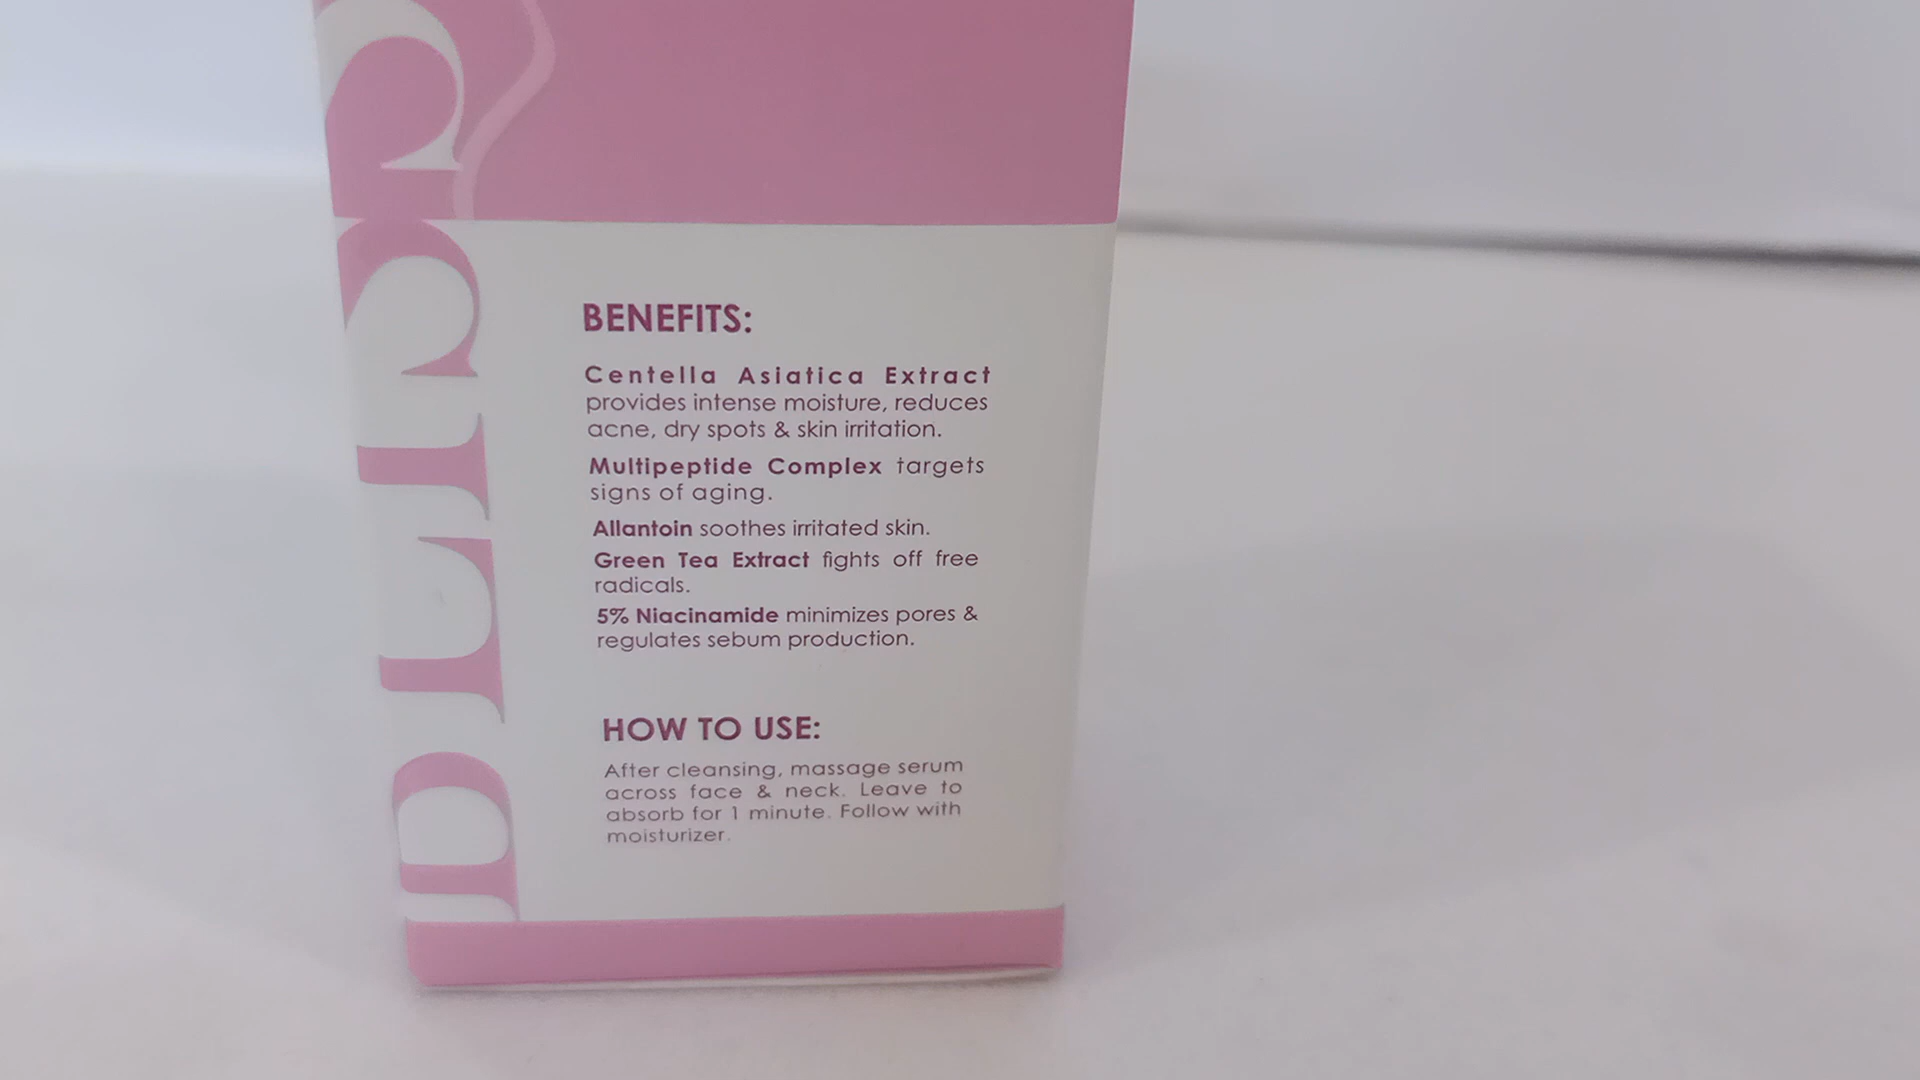 BENEFITS:
Centella Asiatica Extract
provides intense moisture, reduces
acne, dry spots & skin irritation.
Multipeptide Complex targets
signs of aging.
Allantoin soothes irritated skin.
Green Tea Extract fights off free
radicals.
5% Niacinamide minimizes pores &
regulates sebum production.
HOW TO USE:
After cleansing, massage serum
across face & neck. Leave to
absorb for 1 minute. Follow with
moisturizer.